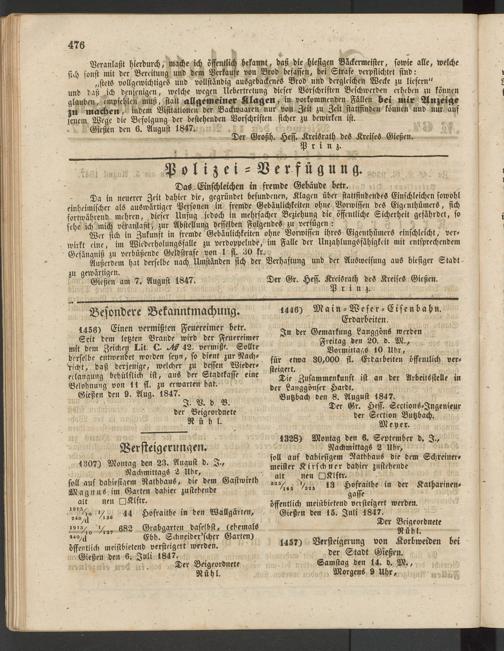 476
Veranlaßt hierdurch, mache ich öffentlich bekannt, daß die hiesigen Bäckermeister, sowie alle, welche
sich sonst mit der Bereitung und dem Verkaufe von Brod befassen, bei Strafe verpflichtet sind:
„stets vollgewichtiges und vollständig ausgebackenes Brod und dergleichen Weck zu liefern“
und daß ich denjenigen, welche wegen Uebertretung dieser Vorschriften Beschwerden erheben zu können
glauben, empfehlen muß, statt allgemeiner Klagen, in vorkommenden Fällen bei mir Anzeige
zu machen, indem Visitationen der Backwaaren nur von Zeit zu Zeit stattfinden können und nur auf
jenem Wege die Befolgung der bestehenden Vorschriften sicher zu bewirken ist.
Gießen den 6. August 1847.
Der Großh. Hess. Kreisrath des Kreises Gießen.
Prinz.
Polizei-Verfügung.
Das Einschleichen in fremde Gebäude betr.
Da in neuerer Zeit dahier die, gegründet befundenen, Klagen über stattfindendes Einschleichen sowohl
einheimischer als auswärtiger Personen in fremde Gebäulichkeiten ohne Vorwissen des Eigenthümers, sich
fortwährend mehren, dieser Unfug jedoch in mehrfacher Beziehung die öffentliche Sicherheit gefährdet, so
sehe ich mich veranlaßt, zur Abstellung desselben Folgendes zu verfügen:
Wer sich in Zukunft in fremde Gebäulichkeiten ohne Vorwissen ihres Eigenthümers einschleicht, ver-
wirkt eine, im Wiederholungsfalle zu verdoppelnde, im Falle der Unzahlungsfähigkeit mit entsprechendem
Gefängniß zu verbüßende Geldstrafe von 1 fl. 30 kr.
Außerdem hat derselbe nach Umständen sich der Verhaftung und der Ausweisung aus hiesiger Stadt
zu gewärtigen.
Gießen am 7. August 1847.
Der Gr. Hess. Kreisrath des Kreises Gießen.
Prinz.
Besondere Bekanntmachung.
1456) Einen vermißten Feuereimer betr.
Seit dem letzten Brande wird der Feuereimer
mit dem Zeichen Lit. C. № 42. vermißt. Sollte
derselbe entwendet worden seyn, so dient zur Nach-
richt, daß derjenige, welcher zu dessen Wieder-
erlangung behülflich ist, aus der Stadtkasse eine
Belohnung von 11 fl. zu erwarten hat.
Gießen den 9. Aug. 1847.
J. V. d. B.
der Beigeordnete
Rühl.
Versteigerungen.
1307) Montag den 23. August d. J.,
Nachmittags 2 Uhr,
soll auf dahiesigem Rathhaus, die dem Gastwirth
Magnus im Garten dahier zustehende
alt neu □Klftr.
44 Hofraithe in den Wallgärten,
682 Grabgarten daselbst, (ehemals
Ebh. Schneider'scher Garten)
öffentlich meistbietend versteigert werden.
Gießen den 6. Juli 1847.
Der Beigeordnete
Rühl.
1446) Main-Weser-Eisenbahn.
Erdarbeiten.
In der Gemarkung Langgöns werden
Freitag den 20. d. M.,
Vormittags 10 Uhr,
für etwa 30,000 fl. Erdarbeiten öffentlich ver-
steigert.
Die Zusammenkunft ist an der Arbeitsstelle in
der Langgönser Hardt.
Butzbach den 8. August 1847.
Der Gr. Hess. Sections-Ingenieur
der Section Butzbach.
Meyer.
1328) Montag den 6. September d. J.,
Nachmittags 2 Uhr,
soll auf dahiesigem Rathhaus die dem Schreiner-
meister Kirschner dahier zustehende
alt neu □Klftr.
13 Hofraithe in der Katharinen-
gasse
öffentlich meistbietend versteigert werden.
Gießen den 15. Juli 1847.
Der Beigeordnete
Rühl.
1457) Versteigerung von Korbweiden bei
der Stadt Gießen.
Samstag den 14. d. M.,
Morgens 9 Uhr,